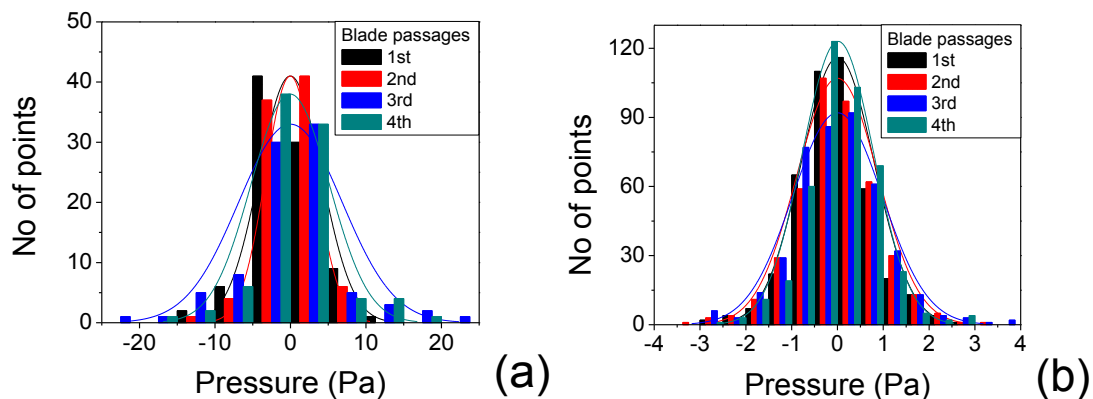 50
40
30
20
10
0
No of points
Blade passages
1st
2nd
3rd
4th
-20 -10 0 10 20
Pressure (Pa)
(a)
120
90
60
30
0
No of points
Blade passages
1st
2nd
3rd
4th
-4 -3 -2 -1 0 1 2 3 4
Pressure (Pa)
(b)